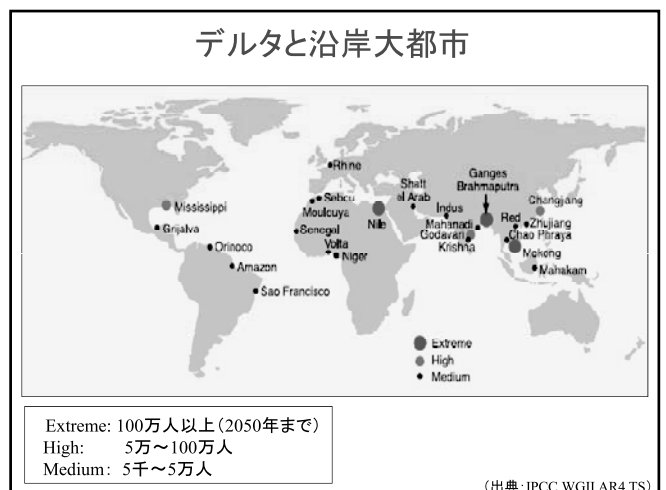 デルタと沿岸大都市
Rhine
Ganges
Brahmaputra
Shatt
el Arab
Changjiang
Sebou
Moulouya
Mississippi
Nile
Indus
Mahanadi
Red
Zhujiang
Grijalva
Senegal
Godavari
Chao Phraya
Krishna
Volta
Orinoco
Niger
Mekong
Amazon
Mahakam
Sao Francisco
Extreme
High
Medium
Extreme: 100万人以上(2050年まで)
High: 5万～100万人
Medium: 5千～5万人
(出典:IPCC WGII AR4 TS)